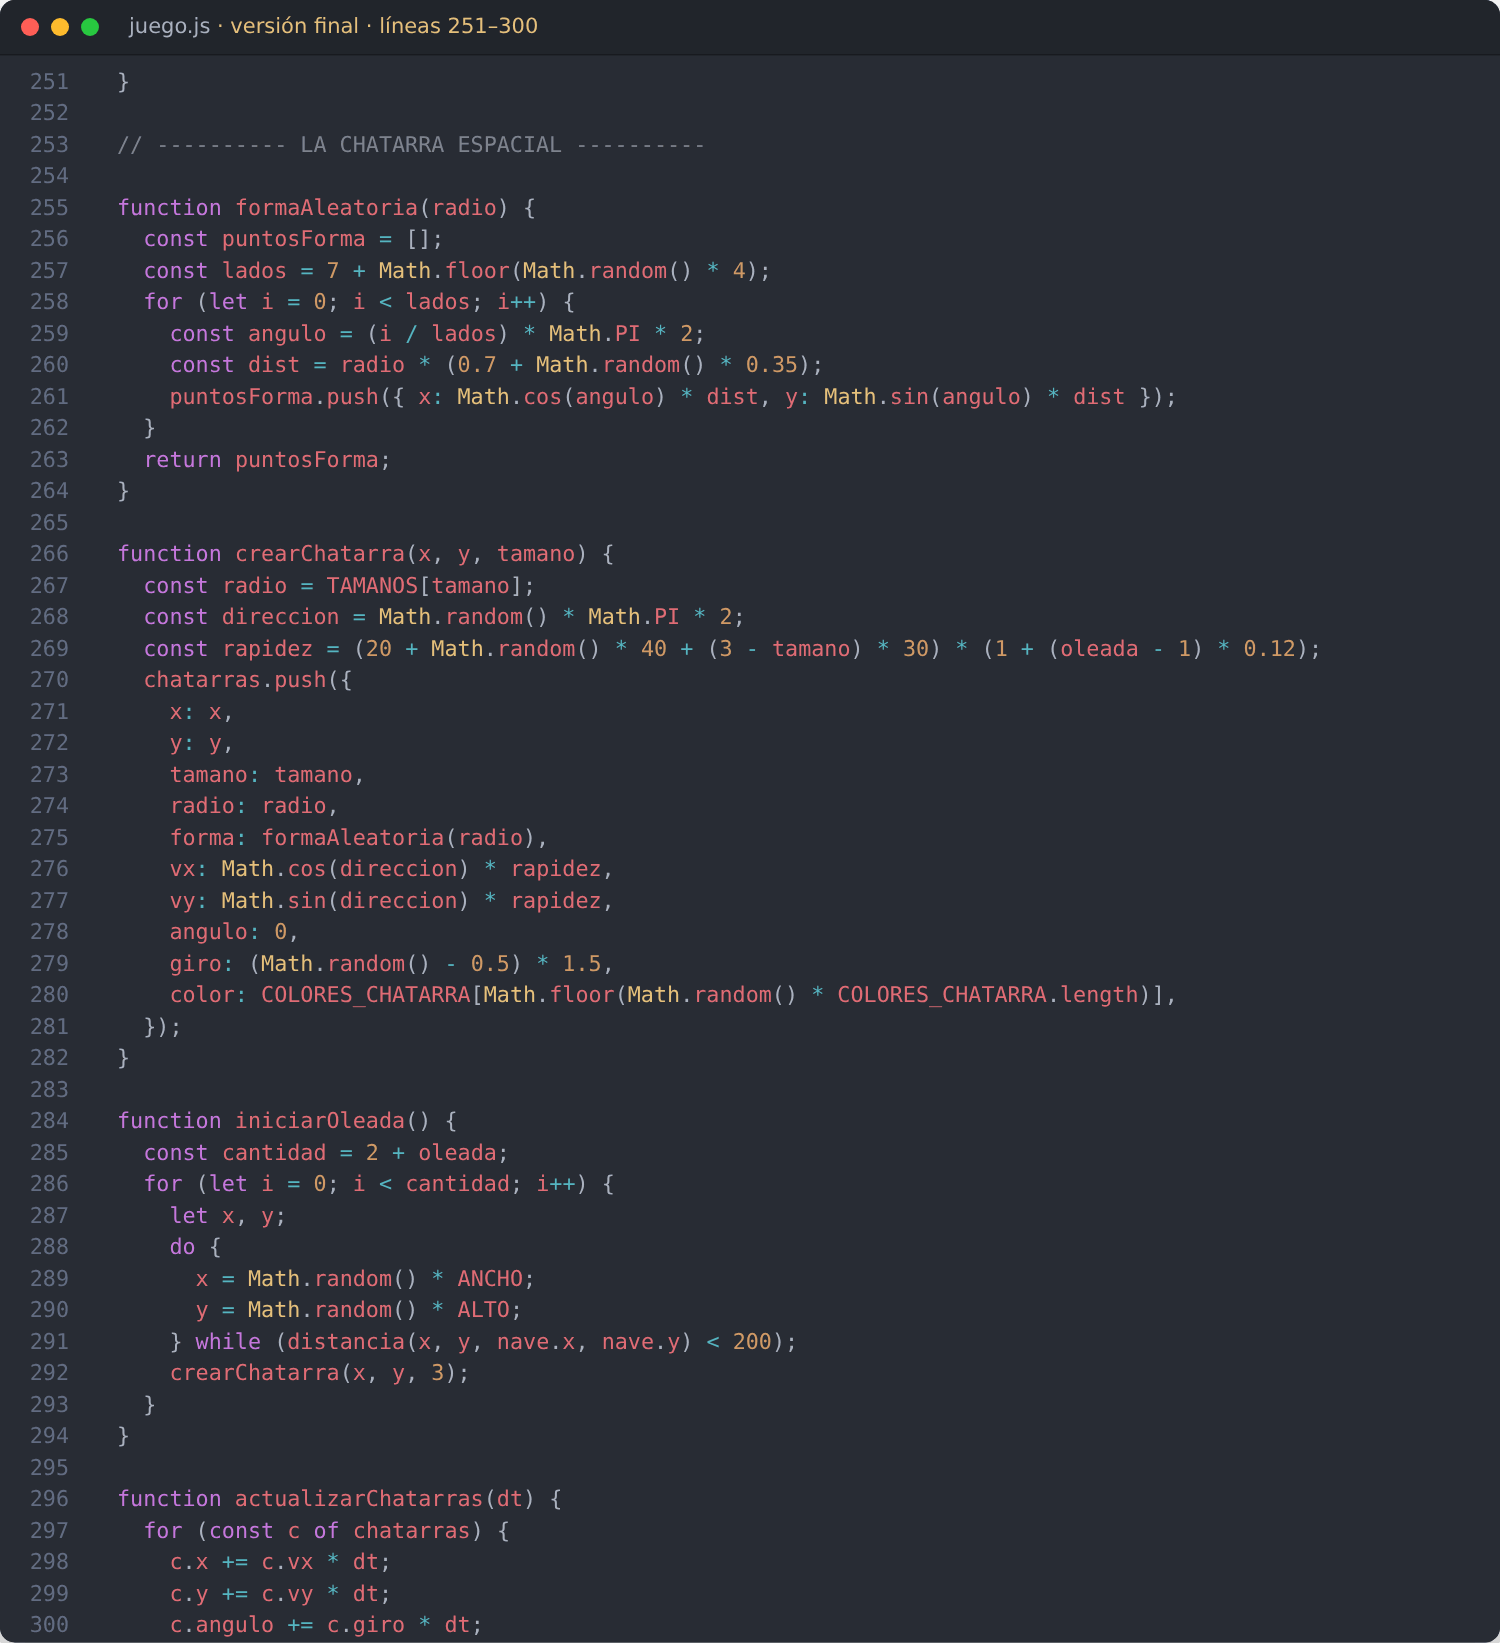 juego.js · versión final · líneas 251–300
251 }
252
253 // ---------- LA CHATARRA ESPACIAL ----------
254
255 function formaAleatoria(radio) {
256   const puntosForma = [];
257   const lados = 7 + Math.floor(Math.random() * 4);
258   for (let i = 0; i < lados; i++) {
259     const angulo = (i / lados) * Math.PI * 2;
260     const dist = radio * (0.7 + Math.random() * 0.35);
261     puntosForma.push({ x: Math.cos(angulo) * dist, y: Math.sin(angulo) * dist });
262   }
263   return puntosForma;
264 }
265
266 function crearChatarra(x, y, tamano) {
267   const radio = TAMANOS[tamano];
268   const direccion = Math.random() * Math.PI * 2;
269   const rapidez = (20 + Math.random() * 40 + (3 - tamano) * 30) * (1 + (oleada - 1) * 0.12);
270   chatarras.push({
271     x: x,
272     y: y,
273     tamano: tamano,
274     radio: radio,
275     forma: formaAleatoria(radio),
276     vx: Math.cos(direccion) * rapidez,
277     vy: Math.sin(direccion) * rapidez,
278     angulo: 0,
279     giro: (Math.random() - 0.5) * 1.5,
280     color: COLORES_CHATARRA[Math.floor(Math.random() * COLORES_CHATARRA.length)],
281   });
282 }
283
284 function iniciarOleada() {
285   const cantidad = 2 + oleada;
286   for (let i = 0; i < cantidad; i++) {
287     let x, y;
288     do {
289       x = Math.random() * ANCHO;
290       y = Math.random() * ALTO;
291     } while (distancia(x, y, nave.x, nave.y) < 200);
292     crearChatarra(x, y, 3);
293   }
294 }
295
296 function actualizarChatarras(dt) {
297   for (const c of chatarras) {
298     c.x += c.vx * dt;
299     c.y += c.vy * dt;
300     c.angulo += c.giro * dt;